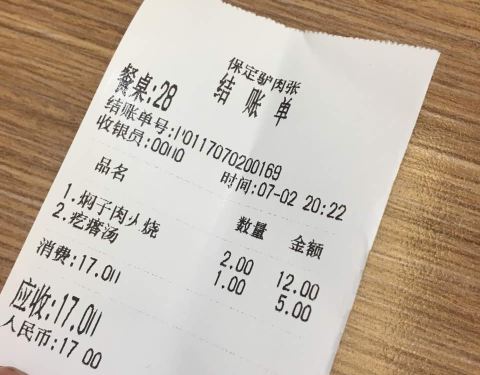 保定驴肉张
结账单
餐桌:28
结账单号:P0117070200169
收银员:0000
时间:07-02 20:22
品名 数量 金额
1.焖子肉火烧 2.00 12.00
2.疙瘩汤 1.00 5.00
消费:17.00
应收:17.00
人民币:17.00